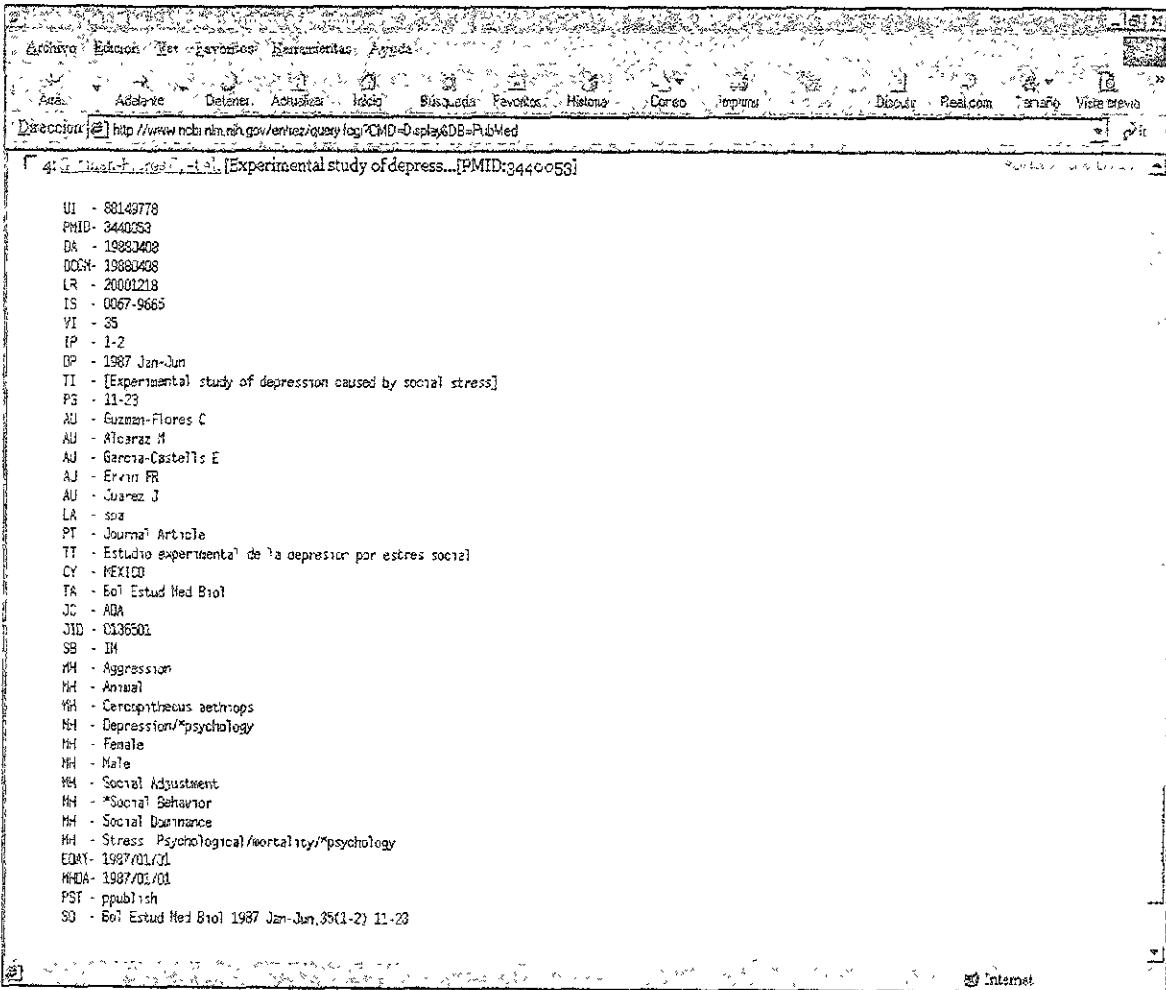 Archivo Edición Ver Favoritos Herramientas Ayuda
Atrás Adelante Detener Actualizar Inicio Búsqueda Favoritos Historial Correo Imprimir Discutir Real.com Tamaño Vista previa
Dirección http://www.ncbi.nlm.nih.gov/entrez/query.fcgi?CMD=Display&DB=PubMed
4: [Experimental study of depress...[PMID:3440053]
UI - 88149778
PMID- 3440053
DA - 19880408
DCOM- 19880408
LR - 20001218
IS - 0067-9666
VI - 35
IP - 1-2
DP - 1987 Jan-Jun
TI - [Experimental study of depression caused by social stress]
PG - 11-23
AU - Guzman-Flores C
AU - Alcaraz M
AU - Garcia-Castells E
AU - Ervin FR
AU - Juarez J
LA - spa
PT - Journal Article
TT - Estudio experimental de la depresion por estres social
CY - MEXICO
TA - Bol Estud Med Biol
JC - A0A
JID - 0136501
SB - IM
MH - Aggression
MH - Animal
MH - Cercopithecus aethiops
MH - Depression/*psychology
MH - Female
MH - Male
MH - Social Adjustment
MH - *Social Behavior
MH - Social Dominance
MH - Stress Psychological/mortality/*psychology
EDAT- 1987/01/01
MHDA- 1987/01/01
PST - ppublish
SO - Bol Estud Med Biol 1987 Jan-Jun;35(1-2) 11-23
Internet